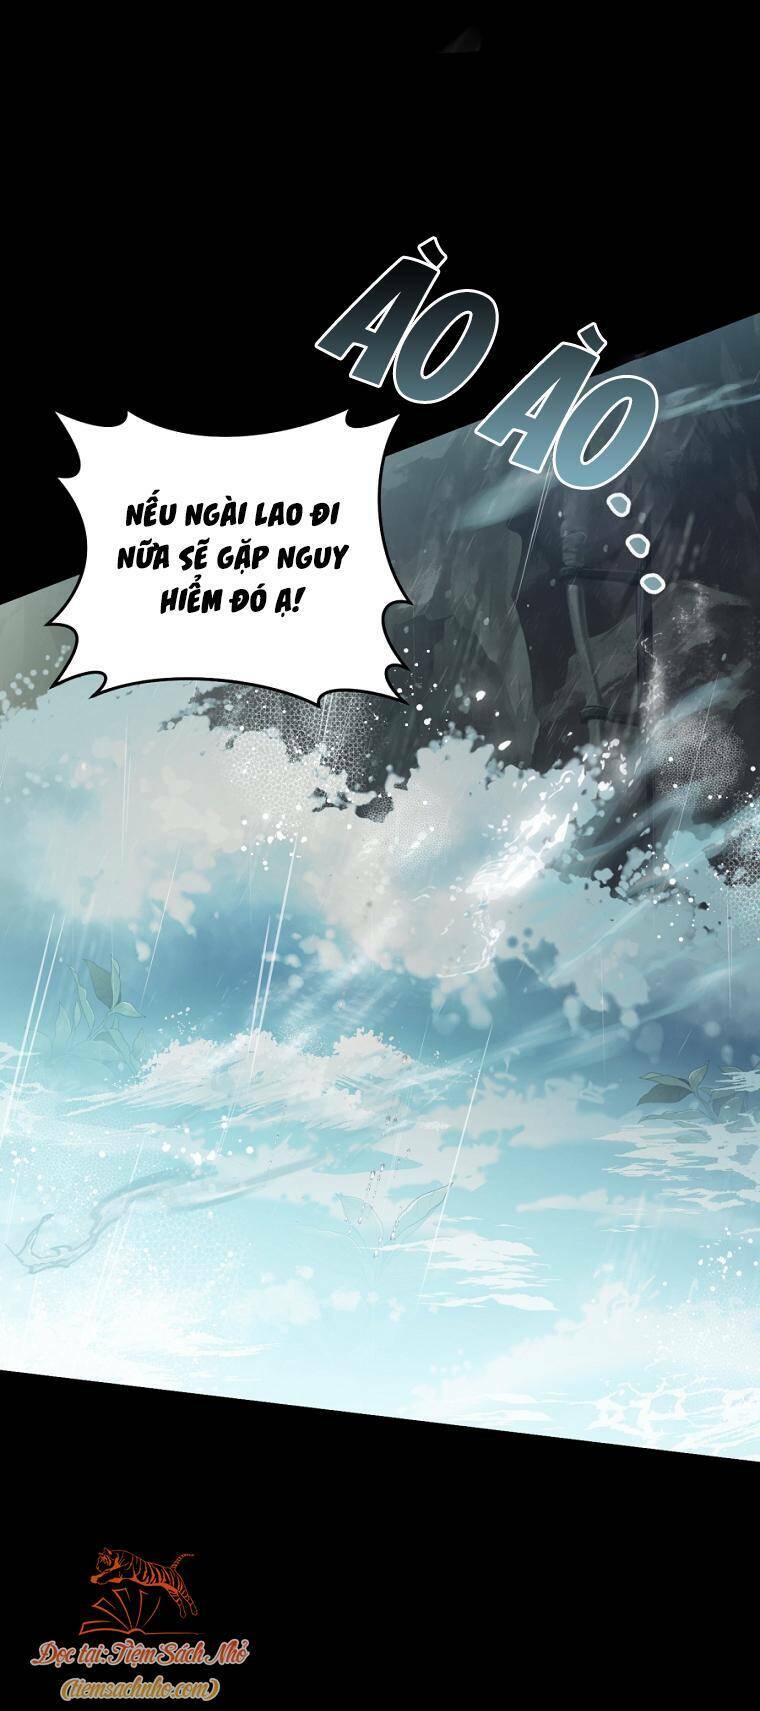 ÀO ÀO...
NẾU NGÀI LAO ĐI
NỮA SẼ GẶP NGUY
HIỂM ĐÓ Ạ!
Đọc tại: Tiệm Sách Nhỏ
(tiemsachnho.com)